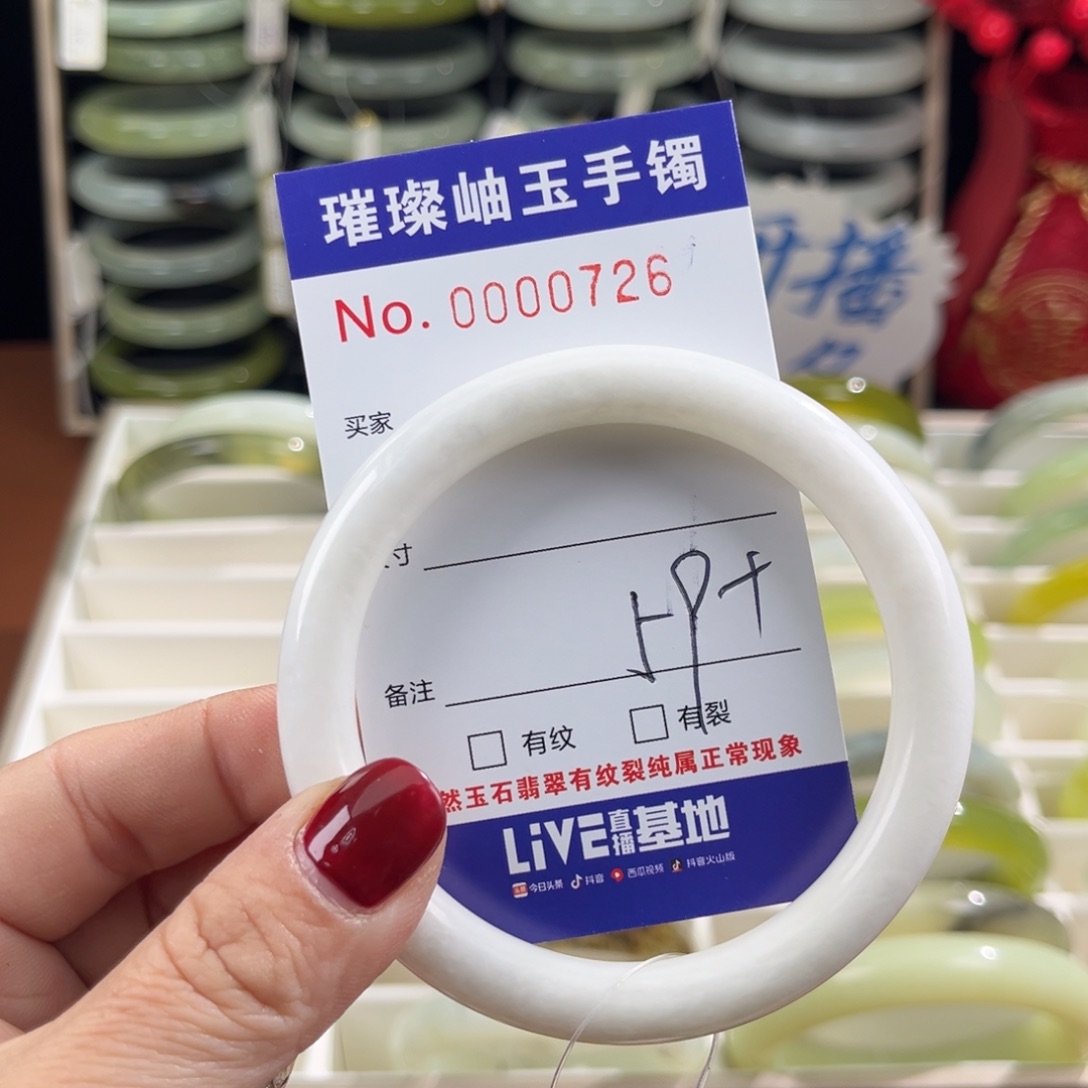 璀璨岫玉手镯
No. 0000726
买家
寸
备注
有纹 有裂
然玉石翡翠有纹裂纯属正常现象
LiVE直播基地
今日头条 抖音 西瓜视频 抖音火山版
开播